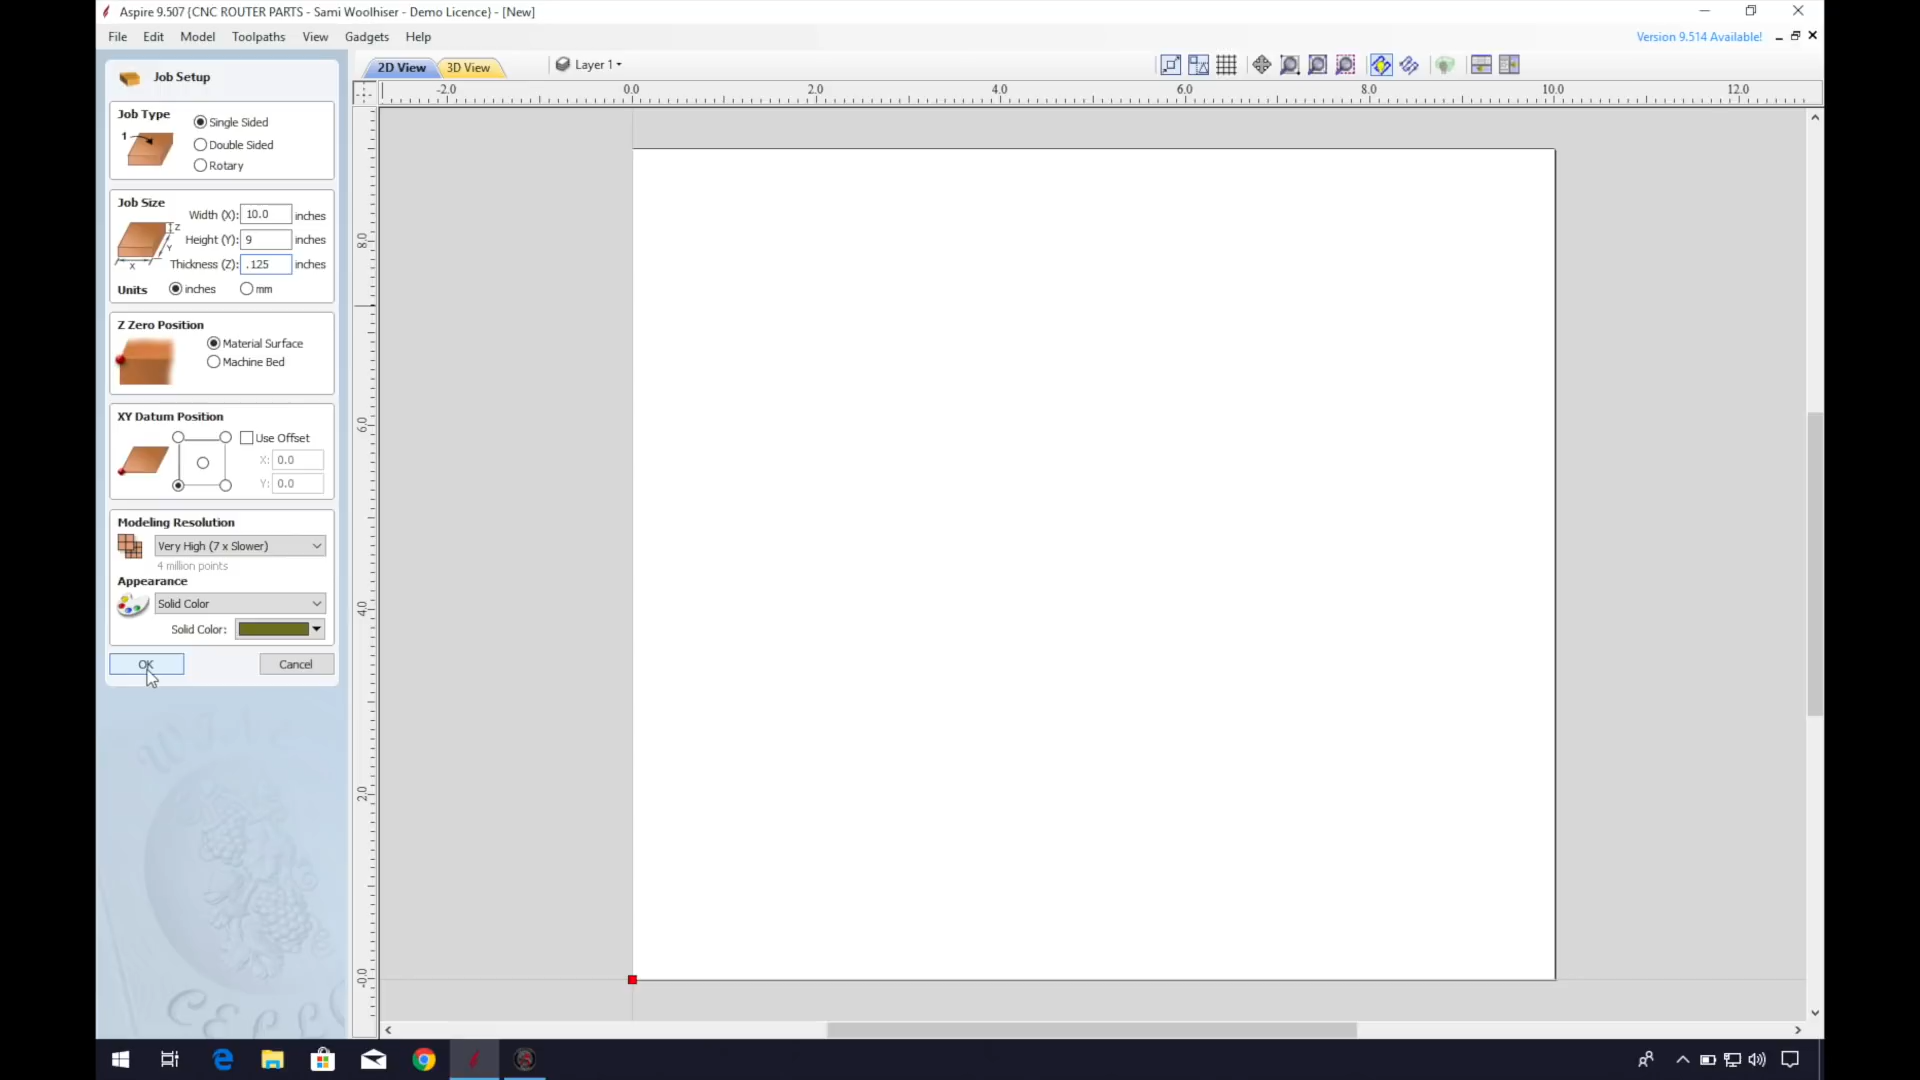 Aspire 9.507 {CNC ROUTER PARTS - Sami Woolhiser - Demo Licence} - [New]
File Edit Model Toolpaths View Gadgets Help
Version 9.514 Available!
2D View 3D View Layer 1
Job Setup
Job Type
1
Single Sided
Double Sided
Rotary
Job Size
Width (X): 10.0 inches
Height (Y): 9 inches
Thickness (Z): .125 inches
Z
Y
X
Units inches mm
Z Zero Position
Material Surface
Machine Bed
XY Datum Position
Use Offset
X: 0.0
Y: 0.0
Modeling Resolution
Very High (7 x Slower)
4 million points
Appearance
Solid Color
Solid Color:
OK Cancel
-2.0 0.0 2.0 4.0 6.0 8.0 10.0 12.0
8.0
6.0
4.0
2.0
-0.0